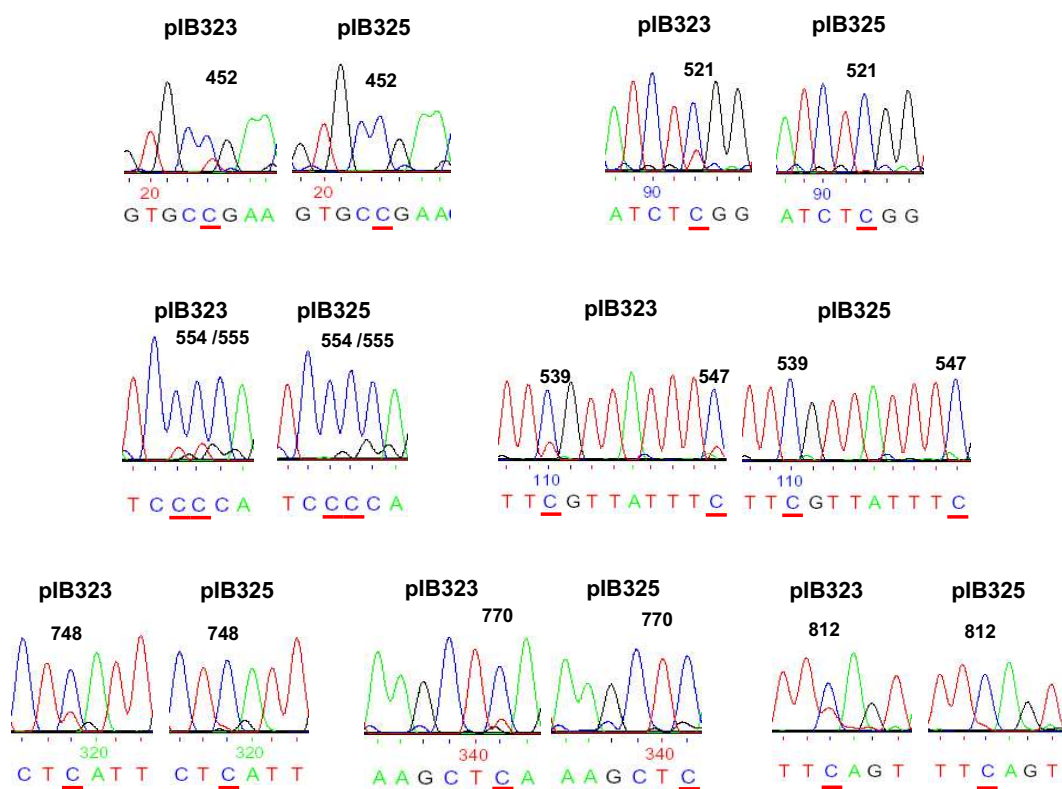 pIB323 pIB325 pIB323 pIB325
452 452 521 521
20 20 90 90
GTGCCGAA GTGCCGAA ATCTCGG ATCTCGG
pIB323 pIB325 pIB323 pIB325
554 /555 554 /555 539 547 539 547
110 110
TCCCCA TCCCCA TTCGTTATTTC TTCGTTATTTC
pIB323 pIB325 pIB323 pIB325 pIB323 pIB325
748 748 770 770 812 812
320 320 340 340
CTCATT CTCATT AAGCTCA AAGCTC TTCAGT TTCAGT